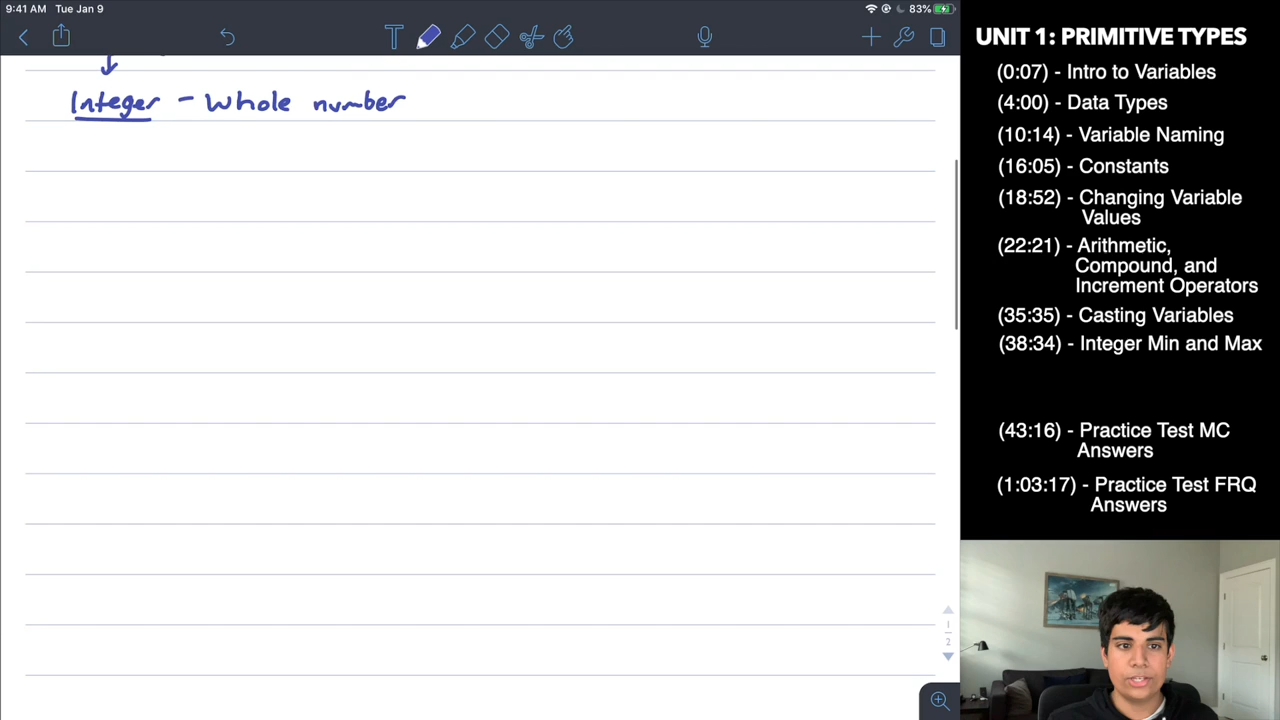 9:41 AM Tue Jan 9
83%
T
Integer - Whole number
1
2
UNIT 1: PRIMITIVE TYPES
(0:07) - Intro to Variables
(4:00) - Data Types
(10:14) - Variable Naming
(16:05) - Constants
(18:52) - Changing Variable
Values
(22:21) - Arithmetic,
Compound, and
Increment Operators
(35:35) - Casting Variables
(38:34) - Integer Min and Max
(43:16) - Practice Test MC
Answers
(1:03:17) - Practice Test FRQ
Answers